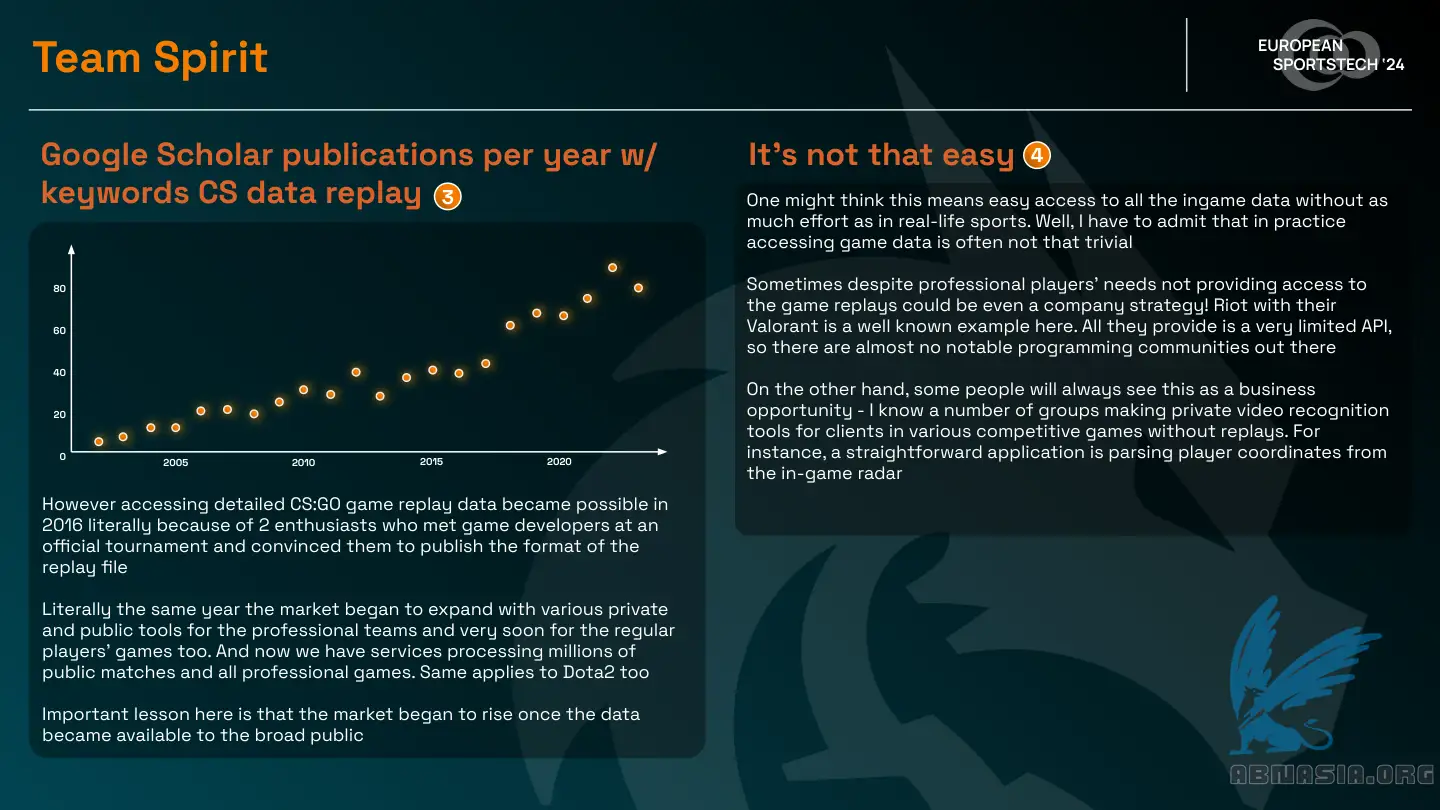 Team Spirit
EUROPEAN
SPORTSTECH '24
Google Scholar publications per year w/
keywords CS data replay 3
80
60
40
20
0
2005 2010 2015 2020
However accessing detailed CS:GO game replay data became possible in
2016 literally because of 2 enthusiasts who met game developers at an
official tournament and convinced them to publish the format of the
replay file
Literally the same year the market began to expand with various private
and public tools for the professional teams and very soon for the regular
players' games too. And now we have services processing millions of
public matches and all professional games. Same applies to Dota2 too
Important lesson here is that the market began to rise once the data
became available to the broad public
It's not that easy 4
One might think this means easy access to all the ingame data without as
much effort as in real-life sports. Well, I have to admit that in practice
accessing game data is often not that trivial
Sometimes despite professional players' needs not providing access to
the game replays could be even a company strategy! Riot with their
Valorant is a well known example here. All they provide is a very limited API,
so there are almost no notable programming communities out there
On the other hand, some people will always see this as a business
opportunity - I know a number of groups making private video recognition
tools for clients in various competitive games without replays. For
instance, a straightforward application is parsing player coordinates from
the in-game radar
ABNASIA.ORG